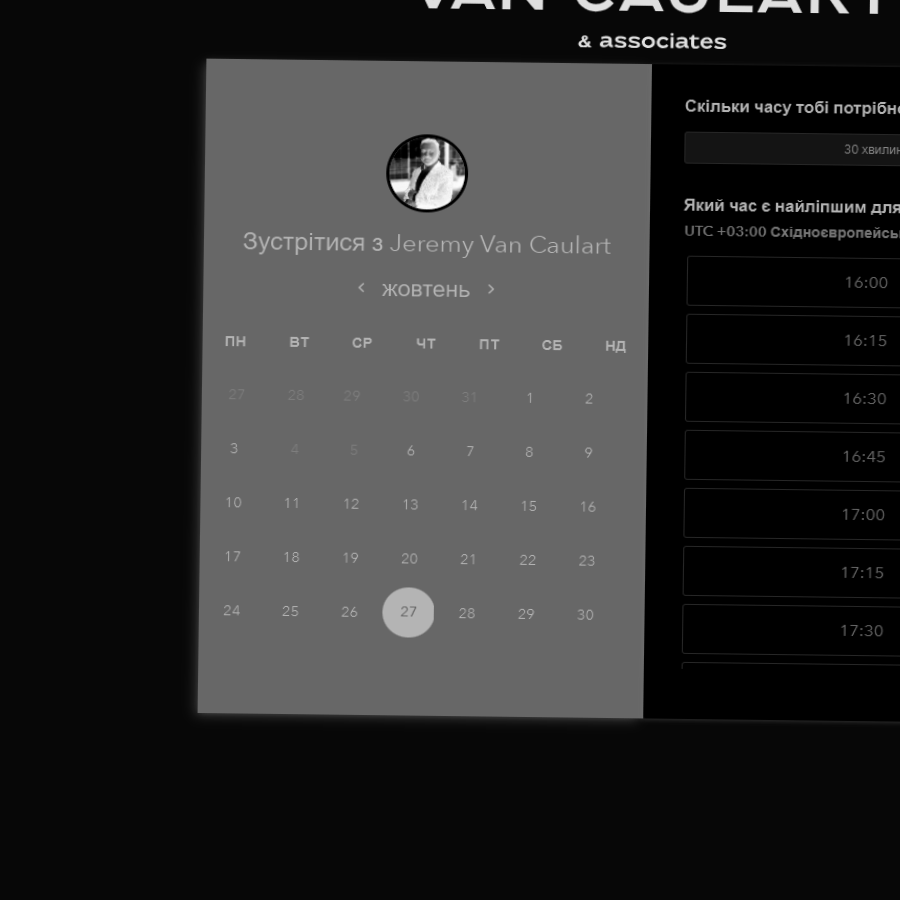 VAN CAULART
& associates
Зустрітися з Jeremy Van Caulart
жовтень
ПН ВТ СР ЧТ ПТ СБ НД
27 28 29 30 31 1 2
3 4 5 6 7 8 9
10 11 12 13 14 15 16
17 18 19 20 21 22 23
24 25 26 27 28 29 30
Скільки часу тобі
30
Який час є найліпшим для
UTC +03:00
16:00
16:15
16:30
16:45
17:00
17:15
17:30